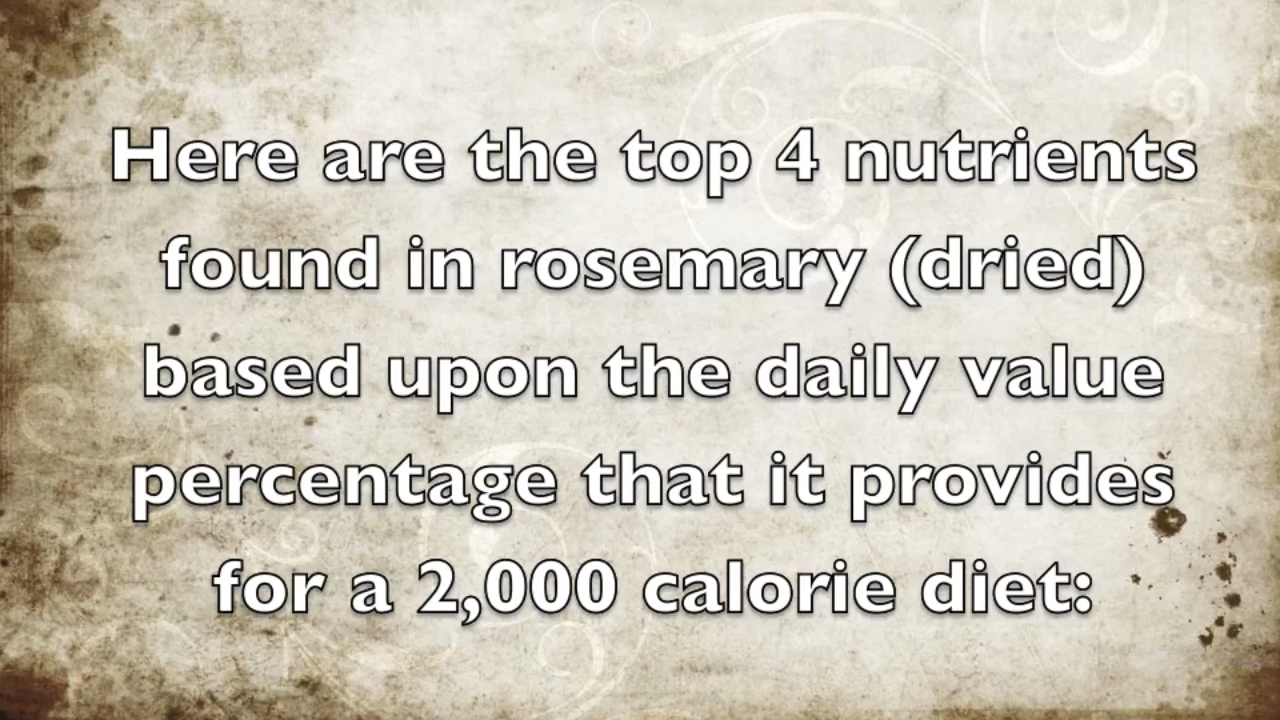 Here are the top 4 nutrients
found in rosemary (dried)
based upon the daily value
percentage that it provides
for a 2,000 calorie diet: